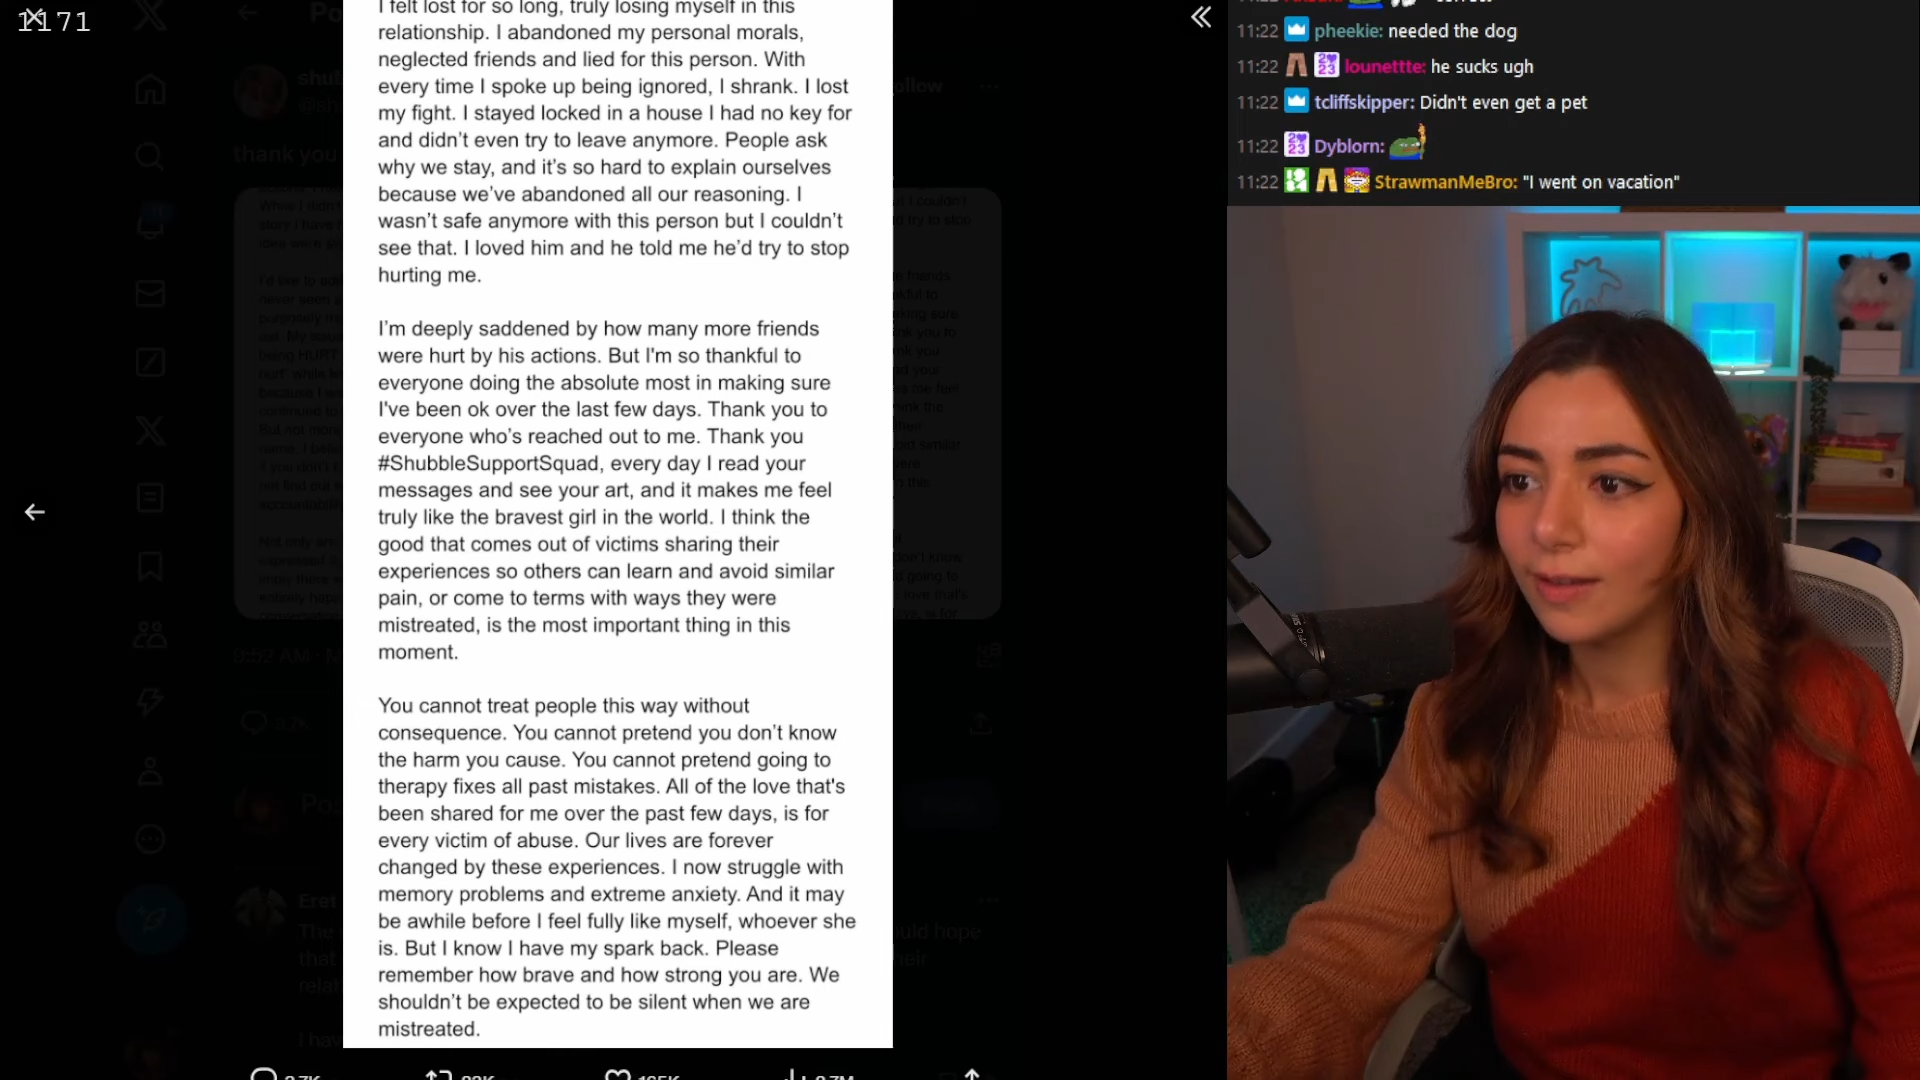 1171
I felt lost for so long, truly losing myself in this
relationship. I abandoned my personal morals,
neglected friends and lied for this person. With
every time I spoke up being ignored, I shrank. I lost
my fight. I stayed locked in a house I had no key for
and didn’t even try to leave anymore. People ask
why we stay, and it’s so hard to explain ourselves
because we’ve abandoned all our reasoning. I
wasn’t safe anymore with this person but I couldn’t
see that. I loved him and he told me he’d try to stop
hurting me.
I’m deeply saddened by how many more friends
were hurt by his actions. But I'm so thankful to
everyone doing the absolute most in making sure
I've been ok over the last few days. Thank you to
everyone who’s reached out to me. Thank you
#ShubbleSupportSquad, every day I read your
messages and see your art, and it makes me feel
truly like the bravest girl in the world. I think the
good that comes out of victims sharing their
experiences so others can learn and avoid similar
pain, or come to terms with ways they were
mistreated, is the most important thing in this
moment.
You cannot treat people this way without
consequence. You cannot pretend you don’t know
the harm you cause. You cannot pretend going to
therapy fixes all past mistakes. All of the love that's
been shared for me over the past few days, is for
every victim of abuse. Our lives are forever
changed by these experiences. I now struggle with
memory problems and extreme anxiety. And it may
be awhile before I feel fully like myself, whoever she
is. But I know I have my spark back. Please
remember how brave and how strong you are. We
shouldn’t be expected to be silent when we are
mistreated.
11:22 pheekie: needed the dog
11:22 lounettte: he sucks ugh
11:22 tcliffskipper: Didn't even get a pet
11:22 Dyblorn:
11:22 StrawmanMeBro: "I went on vacation"
thank you